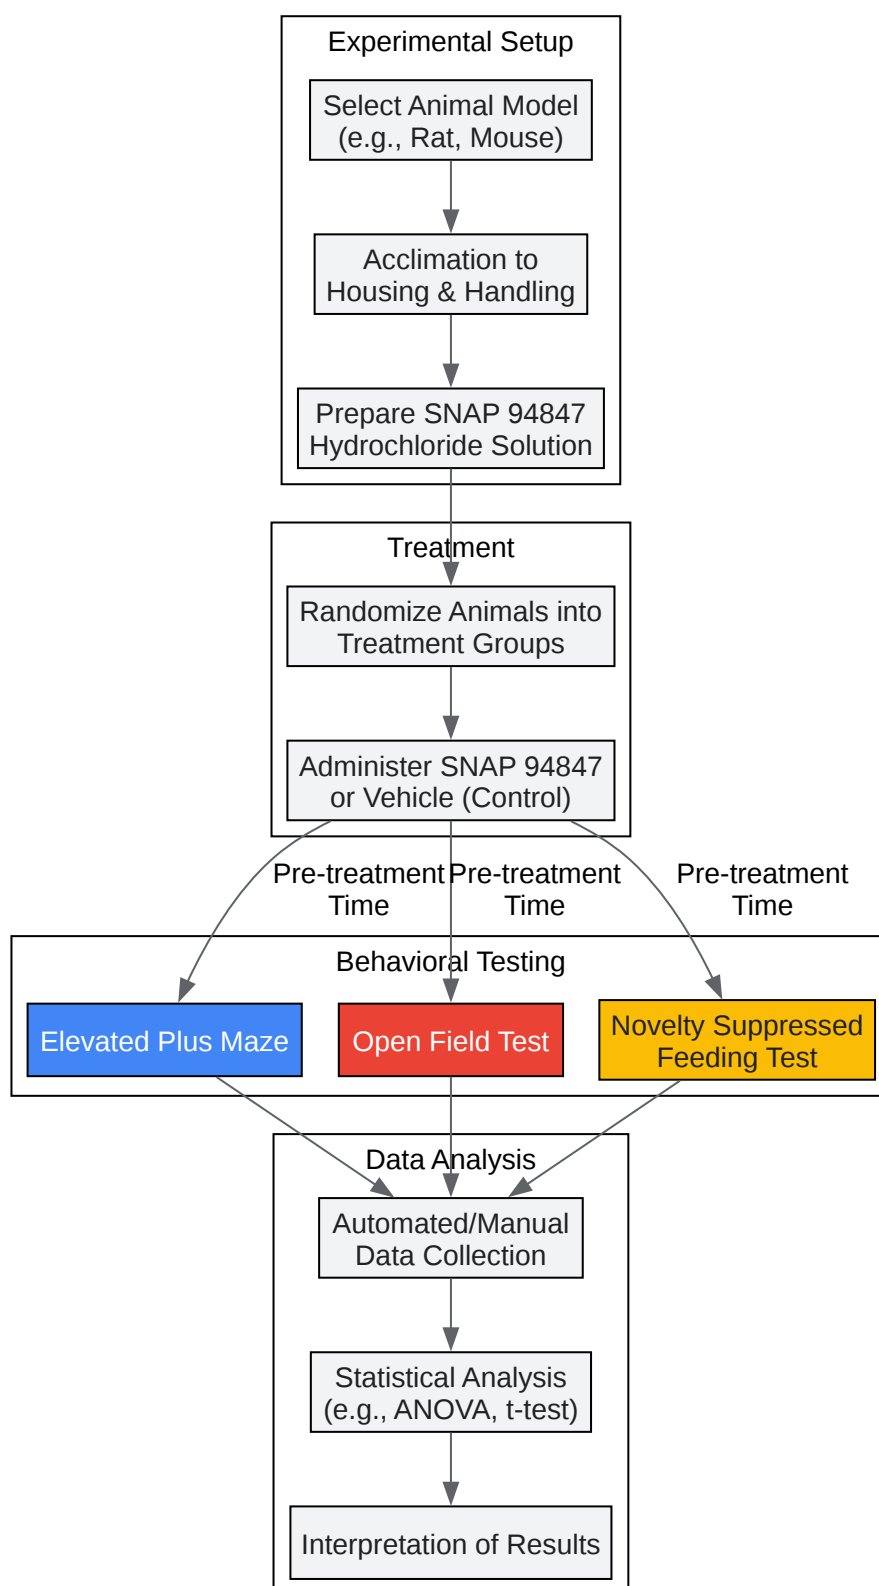 Experimental Setup
Select Animal Model
(e.g., Rat, Mouse)
Acclimation to
Housing & Handling
Prepare SNAP 94847
Hydrochloride Solution
Treatment
Randomize Animals into
Treatment Groups
Administer SNAP 94847
or Vehicle (Control)
Pre-treatment
Time
Pre-treatment
Time
Pre-treatment
Time
Behavioral Testing
Elevated Plus Maze
Open Field Test
Novelty Suppressed
Feeding Test
Data Analysis
Automated/Manual
Data Collection
Statistical Analysis
(e.g., ANOVA, t-test)
Interpretation of Results